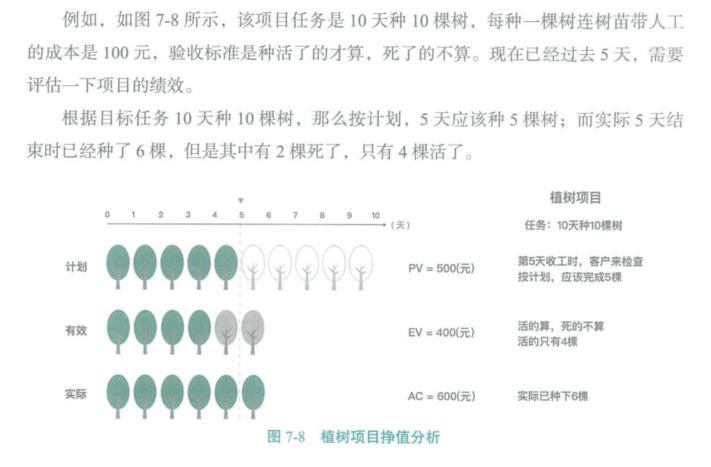 例如，如图 7-8 所示，该项目任务是 10 天种 10 棵树，每种一棵树连树苗带人工
的成本是 100 元，验收标准是种活了的才算，死了的不算。现在已经过去 5 天，需要
评估一下项目的绩效。
根据目标任务 10 天种 10 棵树，那么按计划，5 天应该种 5 棵树；而实际 5 天结
束时已经种了 6 棵，但是其中有 2 棵死了，只有 4 棵活了。
植树项目
0 1 2 3 4 5 6 7 8 9 10
（天）
任务：10天种10棵树
计划
PV = 500(元)
第5天收工时，客户来检查
按计划，应该完成5棵
有效
EV = 400(元)
活的算，死的不算
活的只有4棵
实际
AC = 600(元)
实际已种下6棵
图 7-8 植树项目挣值分析